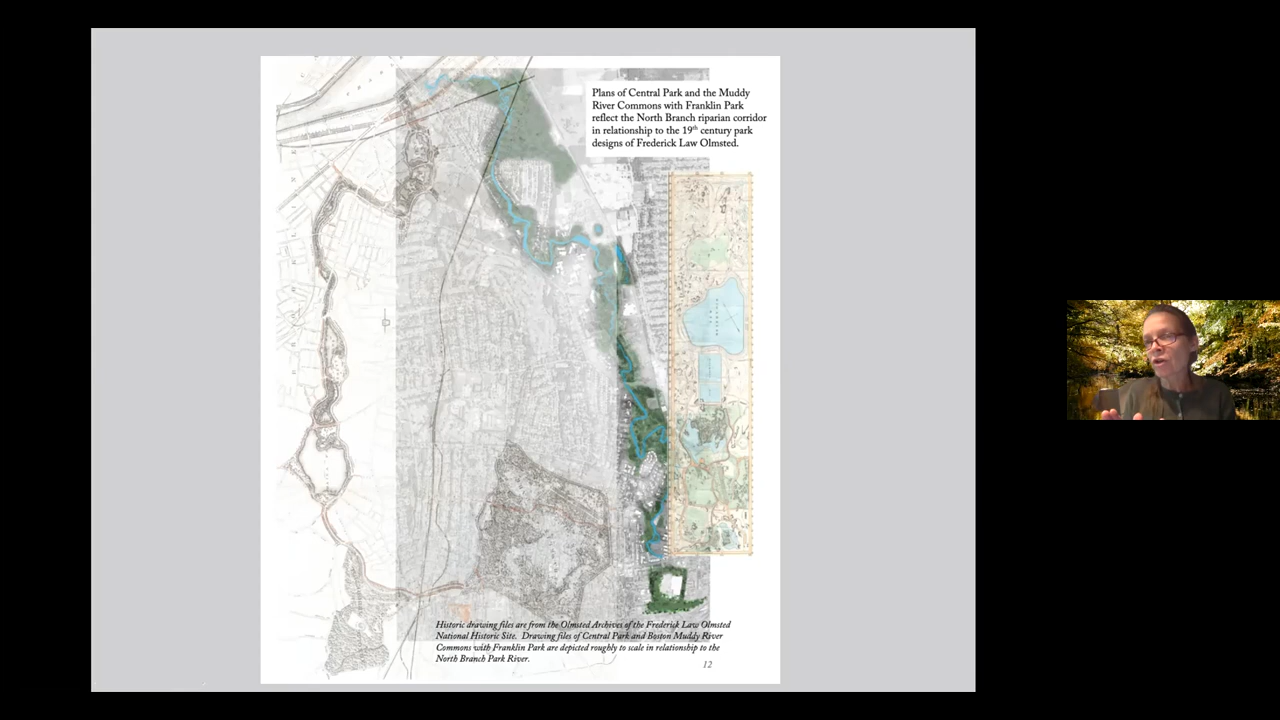 Plans of Central Park and the Muddy
River Commons with Franklin Park
reflect the North Branch riparian corridor
in relationship to the 19th century park
designs of Frederick Law Olmsted.
Historic drawing files are from the Olmsted Archives of the Frederick Law Olmsted
National Historic Site. Drawing files of Central Park and Boston Muddy River
Commons with Franklin Park are depicted roughly to scale in relationship to the
North Branch Park River.
12